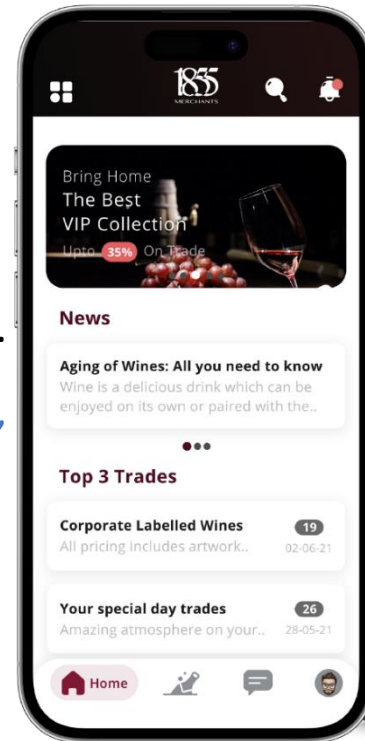 1855
MERCHANTS
Bring Home
The Best
VIP Collection
Upto 35% On Trade
News
Aging of Wines: All you need to know
Wine is a delicious drink which can be
enjoyed on its own or paired with the..
Top 3 Trades
Corporate Labelled Wines 19
All pricing includes artwork.. 02-06-21
Your special day trades 26
Amazing atmosphere on your.. 28-05-21
Home